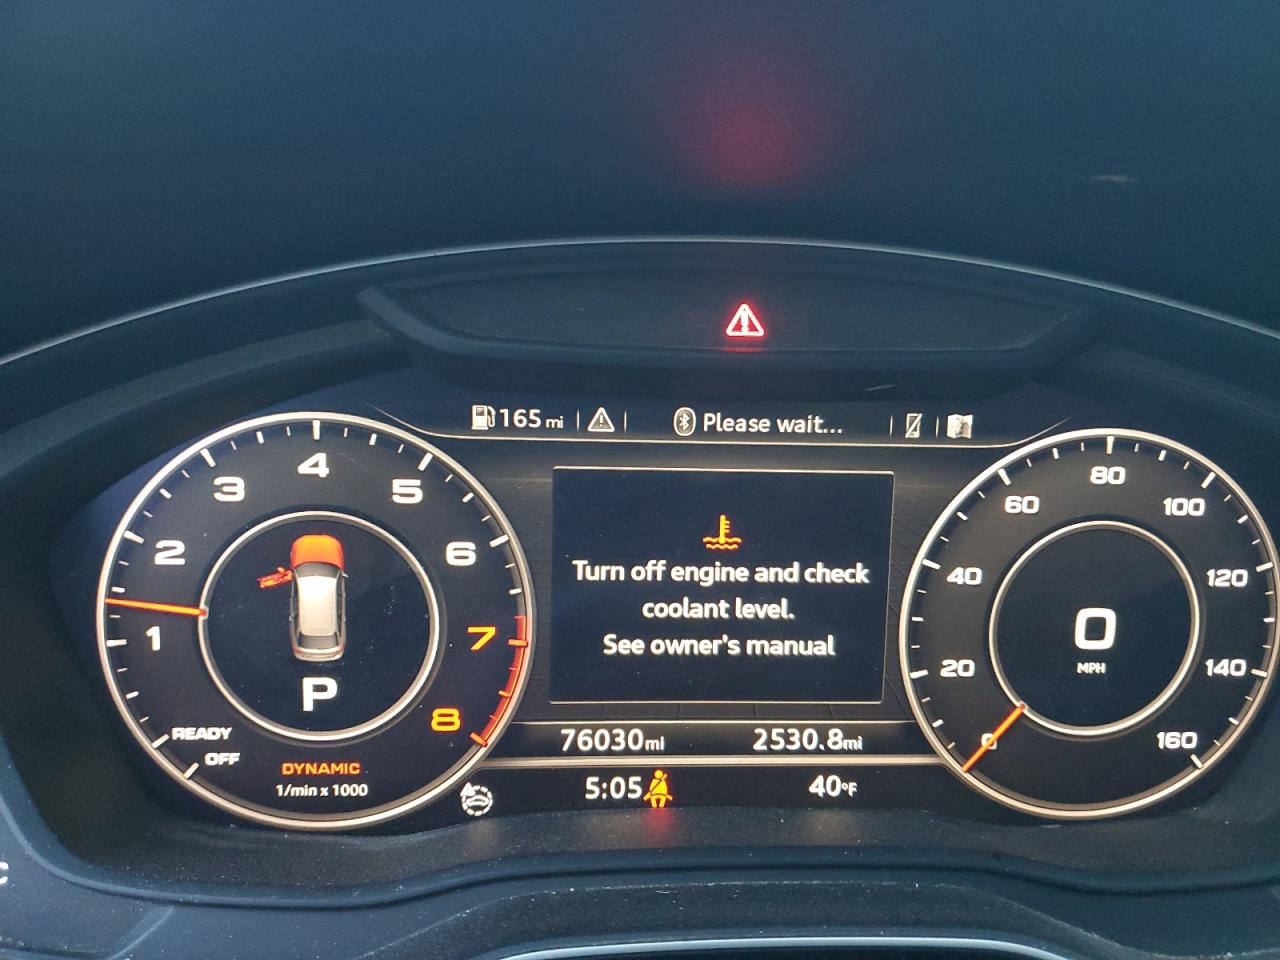 165 mi
Please wait...
1
2
3
4
5
6
7
8
P
READY
OFF
DYNAMIC
1/min x 1000
Turn off engine and check
coolant level.
See owner's manual
76030mi
2530.8mi
5:05
40°F
0
20
40
60
80
100
120
140
160
0
MPH